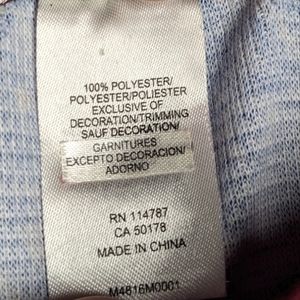 100% POLYESTER/
POLYESTER/POLIESTER
EXCLUSIVE OF
DECORATION/TRIMMING
SAUF DECORATION/
GARNITURES
EXCEPTO DECORACION/
ADORNO
RN 114787
CA 50178
MADE IN CHINA
M4816M0001